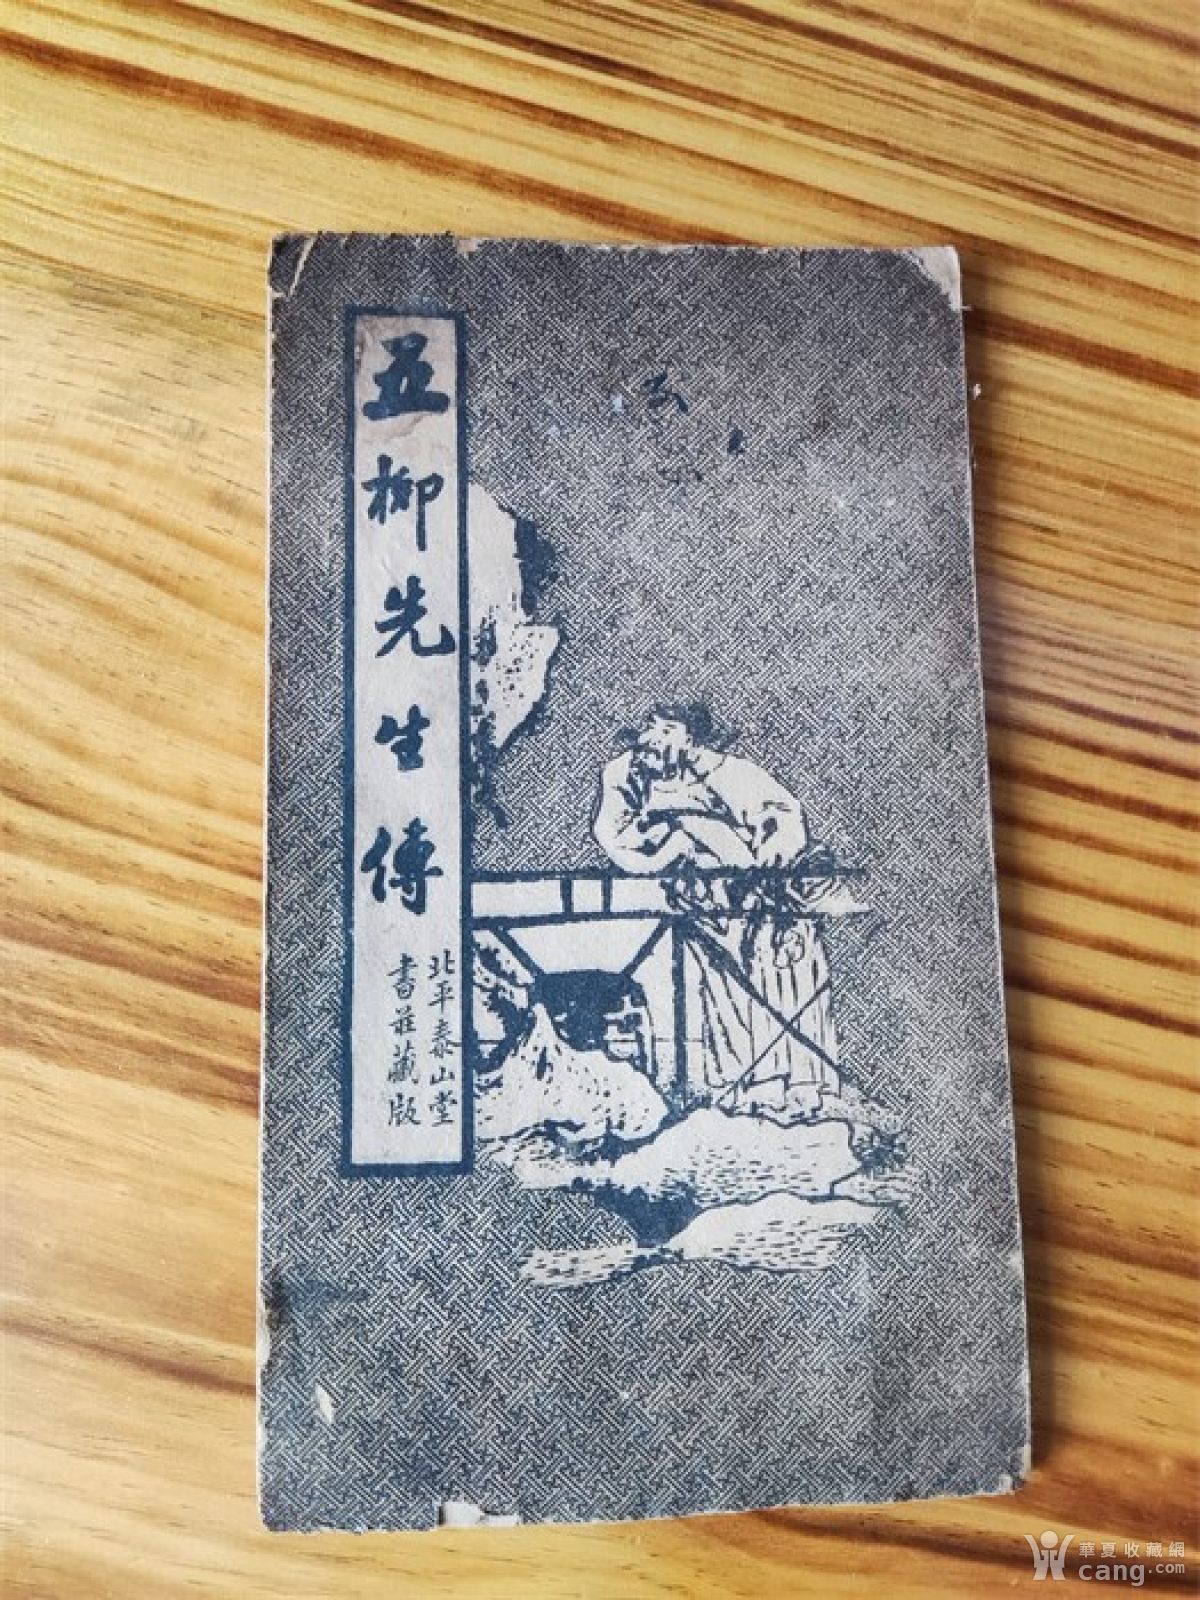 五柳先生傳
北平泰山堂
書莊藏版
華夏收藏網
cang.com